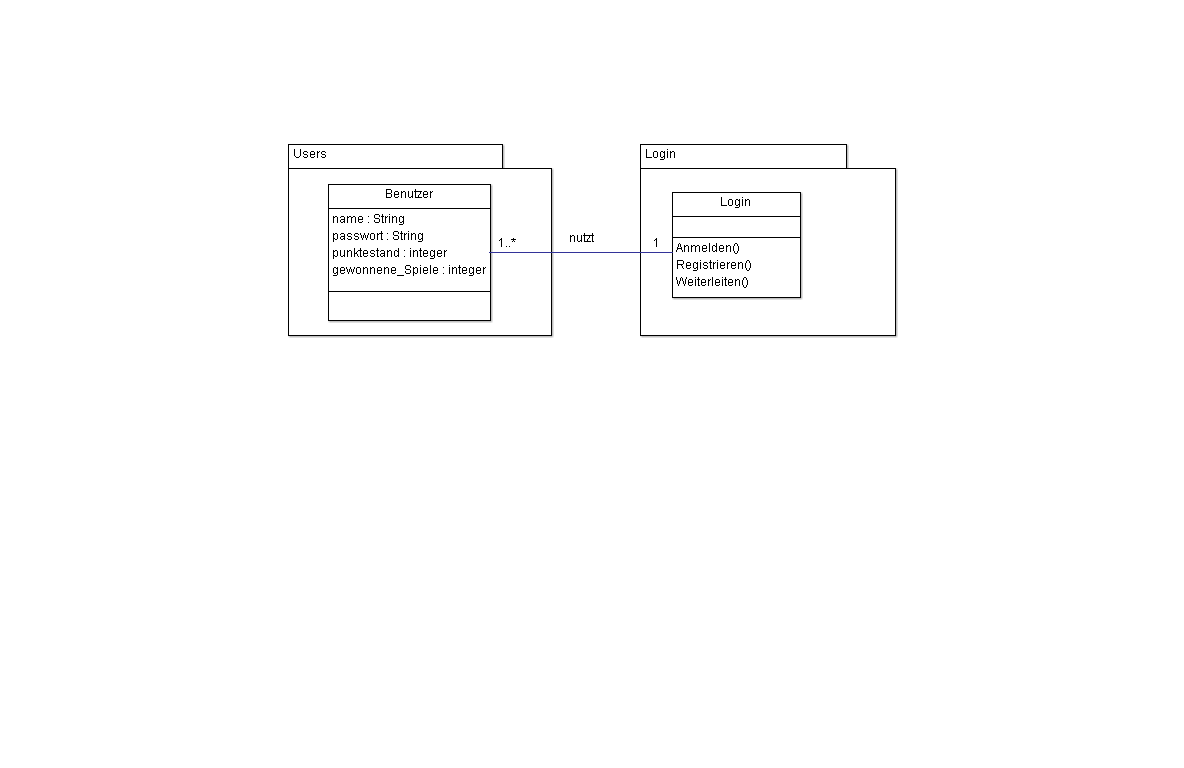 Users
Benutzer
name : String
passwort : String
punktestand : integer
gewonnene_Spiele : integer
1..*
nutzt
1
Login
Login
Anmelden()
Registrieren()
Weiterleiten()